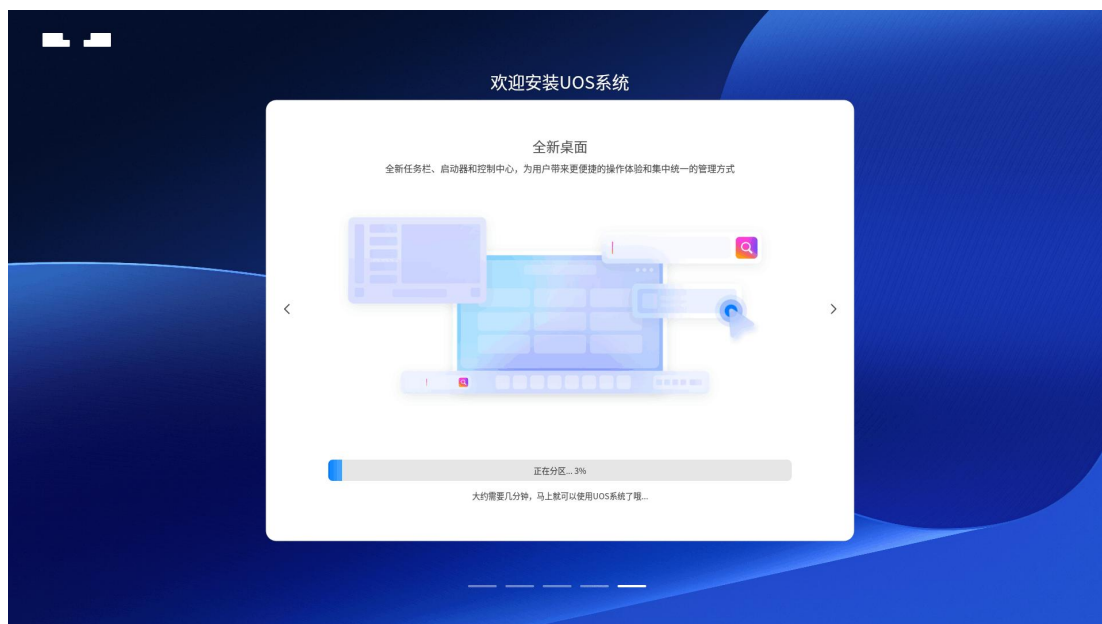 欢迎安装UOS系统
全新桌面
全新任务栏、启动器和控制中心，为用户带来更便捷的操作体验和集中统一的管理方式
正在分区... 3%
大约需要几分钟，马上就可以使用UOS系统了哦...